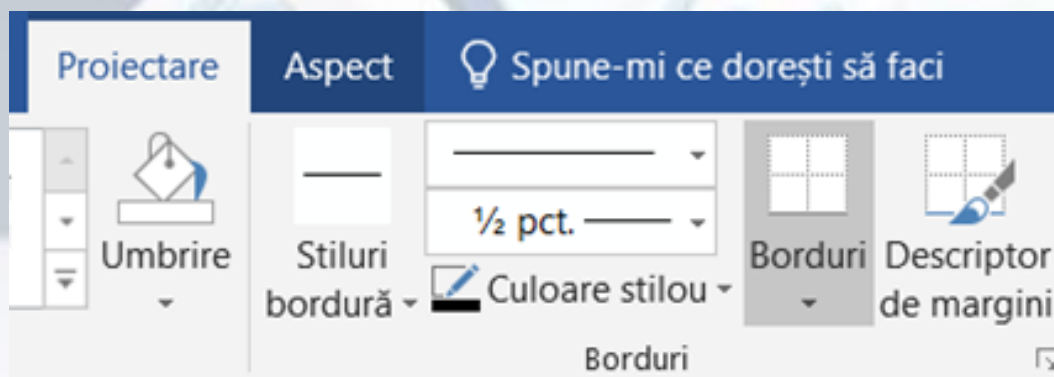 Proiectare Aspect Spune-mi ce dorești să faci
½ pct.
Umbrire Stiluri bordură Culoare stilou Borduri Descriptor de margini
Borduri